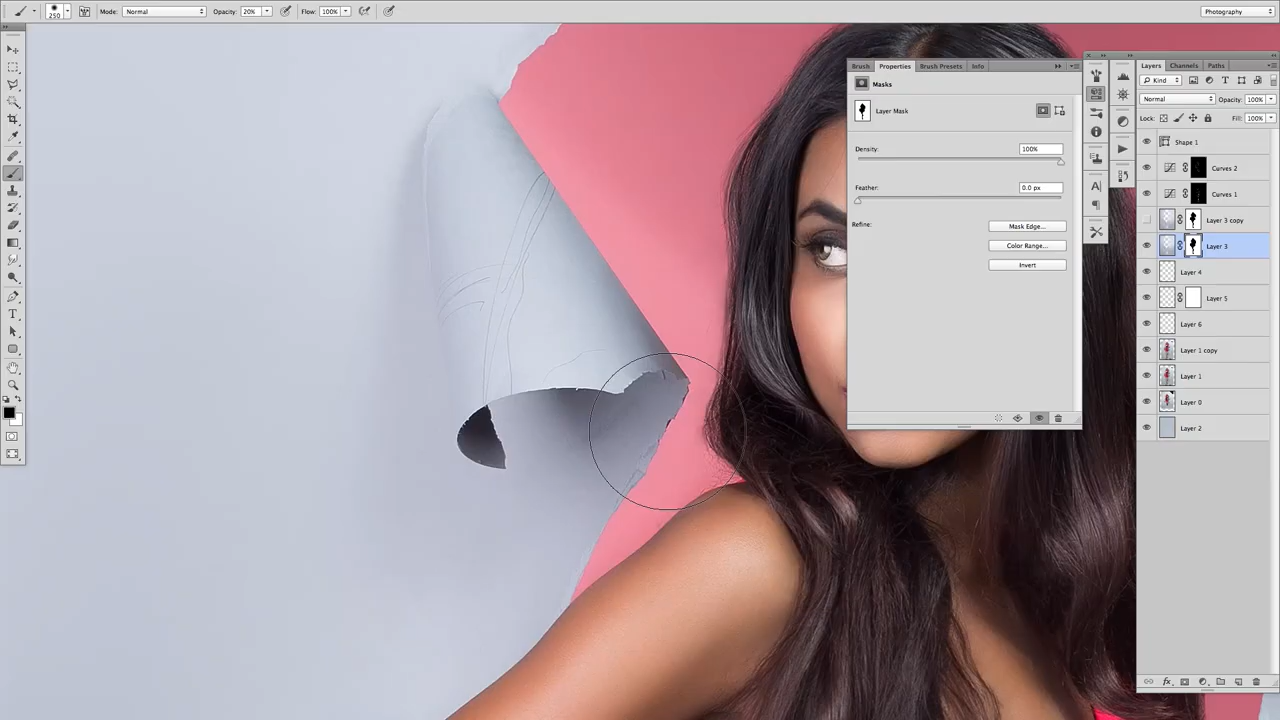 250
Mode: Normal
Opacity: 20%
Flow: 100%
Photography
Brush
Properties
Brush Presets
Info
Masks
Layer Mask
Density: 100%
Feather: 0.0 px
Refine:
Mask Edge...
Color Range...
Invert
Layers
Channels
Paths
Kind
Normal
Opacity: 100%
Lock:
Fill: 100%
Shape 1
Curves 2
Curves 1
Layer 3 copy
Layer 3
Layer 4
Layer 5
Layer 6
Layer 1 copy
Layer 1
Layer 0
Layer 2